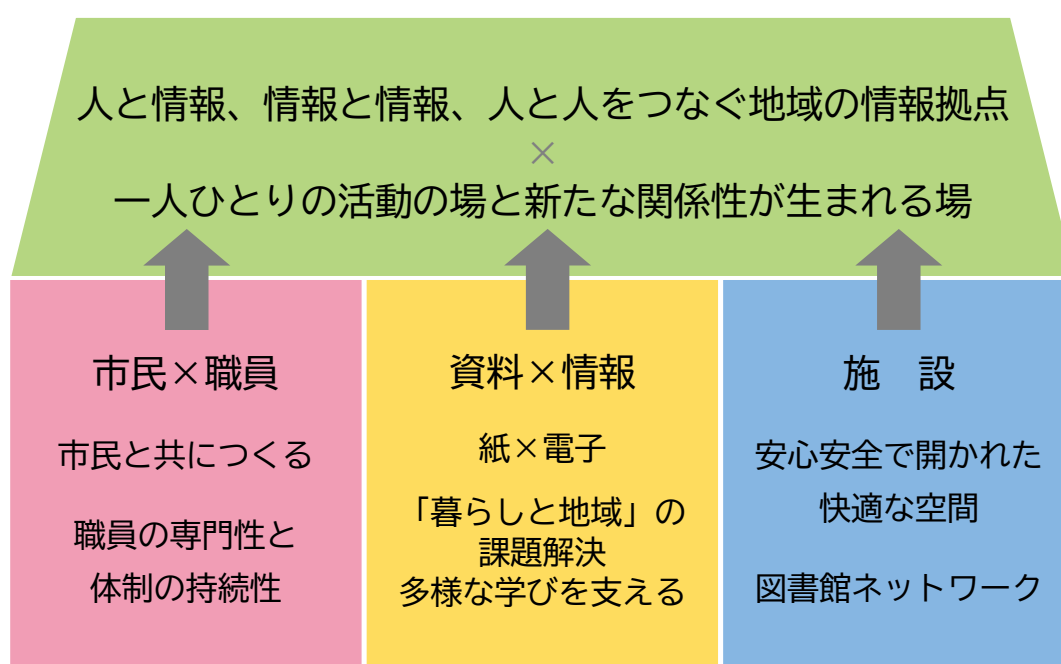 人と情報、情報と情報、人と人をつなぐ地域の情報拠点
×
一人ひとりの活動の場と新たな関係性が生まれる場
市民×職員
市民と共につくる
職員の専門性と
体制の持続性
資料×情報
紙×電子
「暮らしと地域」の
課題解決
多様な学びを支える
施　設
安心安全で開かれた
快適な空間
図書館ネットワーク